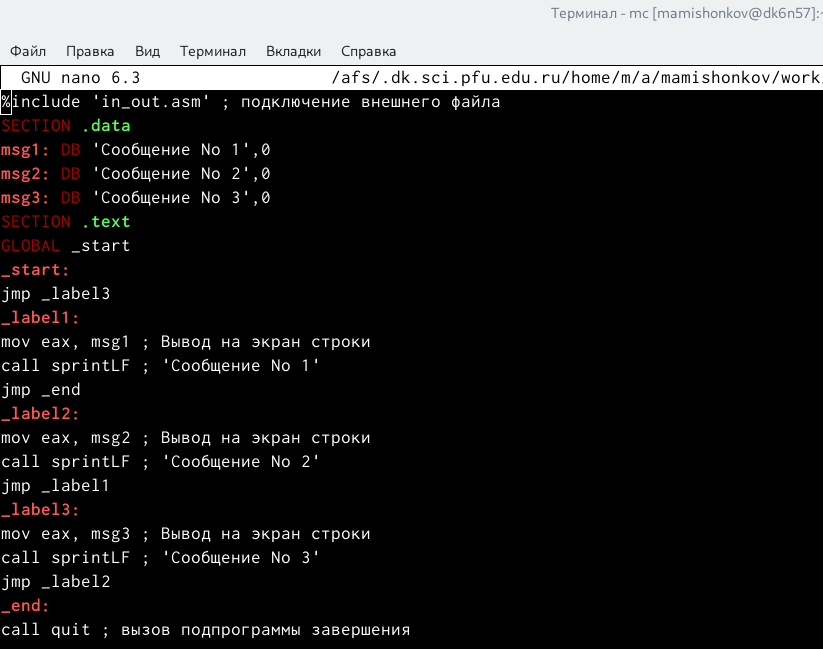 Терминал - mc [mamishonkov@dk6n57]:~
Файл Правка Вид Терминал Вкладки Справка
GNU nano 6.3 /afs/.dk.sci.pfu.edu.ru/home/m/a/mamishonkov/work
%include 'in_out.asm' ; подключение внешнего файла
SECTION .data
msg1: DB 'Сообщение No 1',0
msg2: DB 'Сообщение No 2',0
msg3: DB 'Сообщение No 3',0
SECTION .text
GLOBAL _start
_start:
jmp _label3
_label1:
mov eax, msg1 ; Вывод на экран строки
call sprintLF ; 'Сообщение No 1'
jmp _end
_label2:
mov eax, msg2 ; Вывод на экран строки
call sprintLF ; 'Сообщение No 2'
jmp _label1
_label3:
mov eax, msg3 ; Вывод на экран строки
call sprintLF ; 'Сообщение No 3'
jmp _label2
_end:
call quit ; вызов подпрограммы завершения